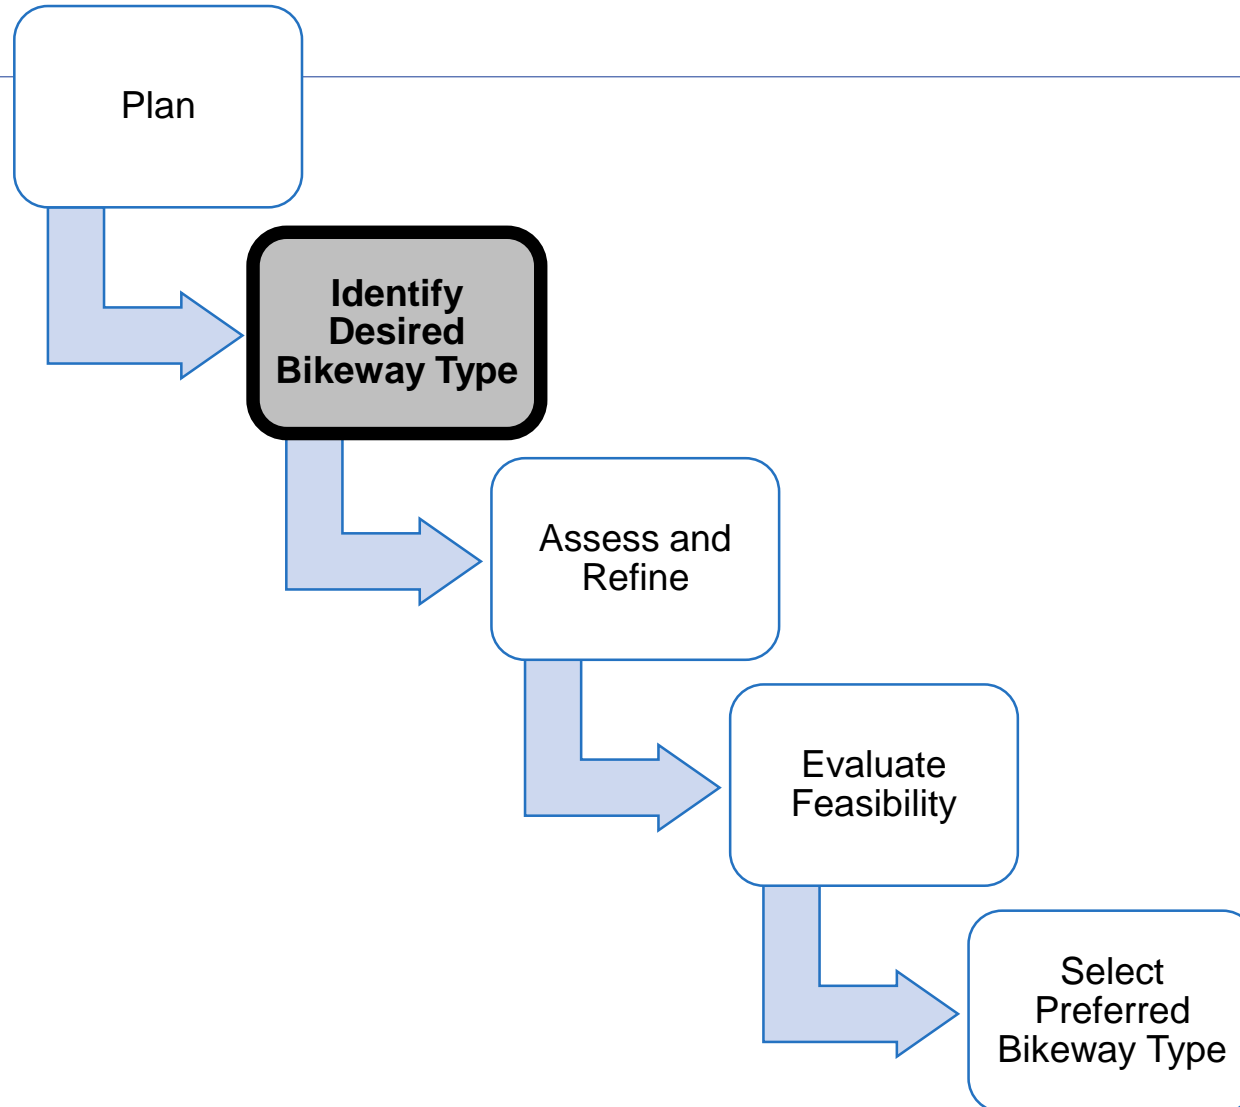 Plan
Identify
Desired
Bikeway Type
Assess and
Refine
Evaluate
Feasibility
Select
Preferred
Bikeway Type